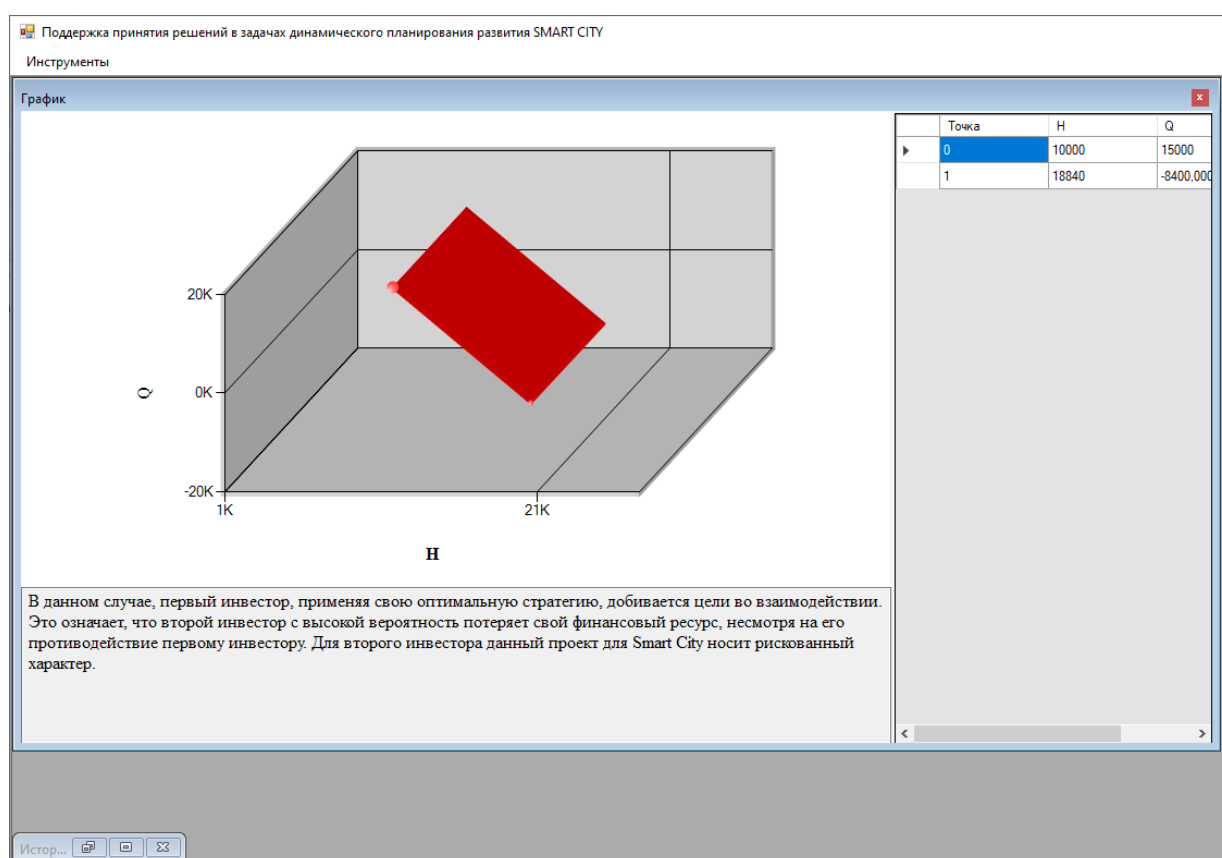 Поддержка принятия решений в задачах динамического планирования развития SMART CITY
Инструменты
График
Точка H Q
0 10000 15000
1 18840 -8400,000
20K
0K
-20K
Q
1K 21K
H
В данном случае, первый инвестор, применяя свою оптимальную стратегию, добивается цели во взаимодействии.
Это означает, что второй инвестор с высокой вероятность потеряет свой финансовый ресурс, несмотря на его
противодействие первому инвестору. Для второго инвестора данный проект для Smart City носит рискованный
характер.
Истор...